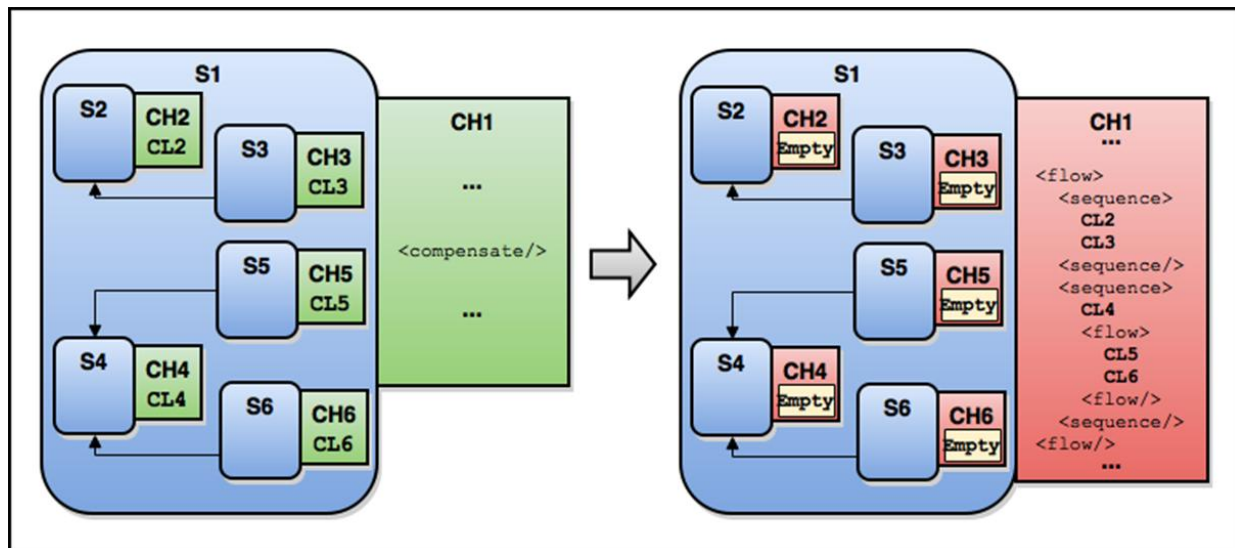 S1
S2
CH2
CL2
S3
CH3
CL3
S5
CH5
CL5
S4
CH4
CL4
S6
CH6
CL6
CH1
...
<compensate/>
...
S1
S2
CH2
Empty
S3
CH3
Empty
S5
CH5
Empty
S4
CH4
Empty
S6
CH6
Empty
CH1
...
<flow>
<sequence>
CL2
CL3
<sequence/>
<sequence>
CL4
<flow>
CL5
CL6
<flow/>
<sequence/>
<flow/>
...